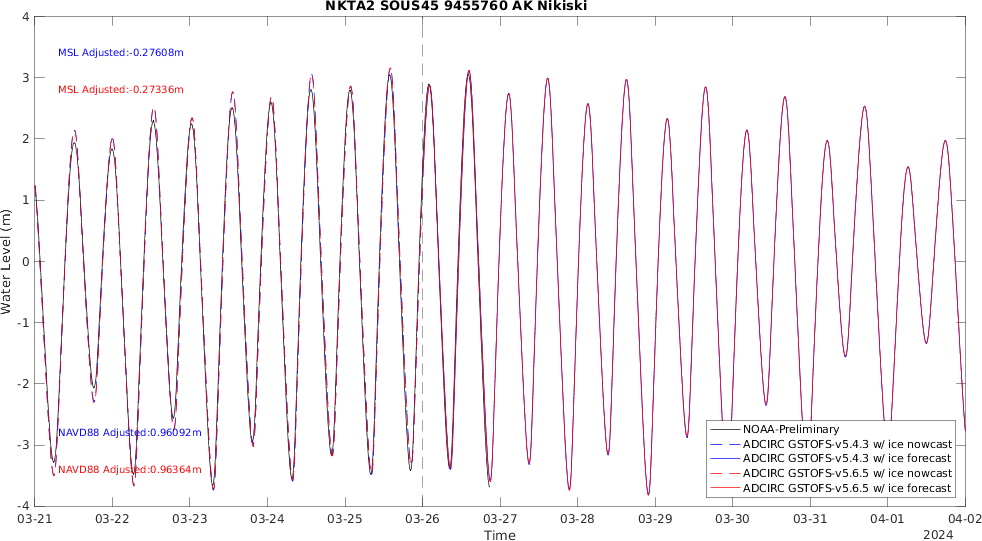 NKTA2 SOUS45 9455760 AK Nikiski
Water Level (m)
4
3
2
1
0
-1
-2
-3
-4
MSL Adjusted:-0.27608m
MSL Adjusted:-0.27336m
NAVD88 Adjusted:0.96092m
NAVD88 Adjusted:0.96364m
NOAA-Preliminary
ADCIRC GSTOFS-v5.4.3 w/ ice nowcast
ADCIRC GSTOFS-v5.4.3 w/ ice forecast
ADCIRC GSTOFS-v5.6.5 w/ ice nowcast
ADCIRC GSTOFS-v5.6.5 w/ ice forecast
03-21 03-22 03-23 03-24 03-25 03-26 03-27 03-28 03-29 03-30 03-31 04-01 04-02
Time
2024